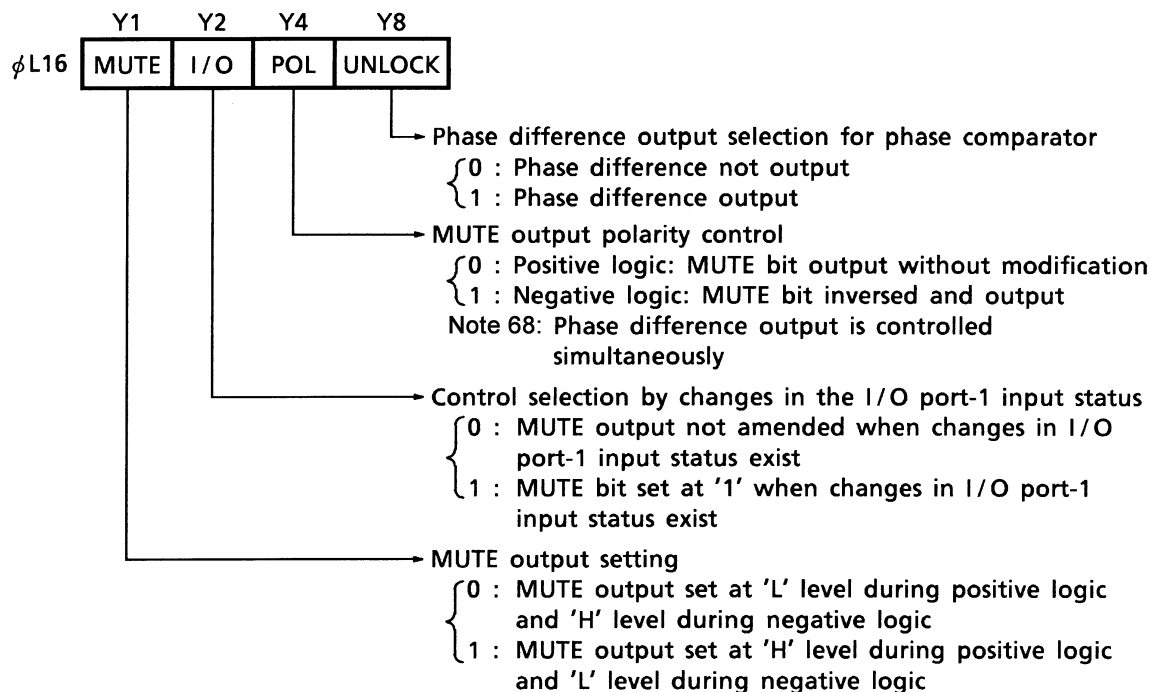 Y1 Y2 Y4 Y8
ϕL16 MUTE I/O POL UNLOCK
Phase difference output selection for phase comparator
0 : Phase difference not output
1 : Phase difference output
MUTE output polarity control
0 : Positive logic: MUTE bit output without modification
1 : Negative logic: MUTE bit inversed and output
Note 68: Phase difference output is controlled
simultaneously
Control selection by changes in the I/O port-1 input status
0 : MUTE output not amended when changes in I/O
port-1 input status exist
1 : MUTE bit set at '1' when changes in I/O port-1
input status exist
MUTE output setting
0 : MUTE output set at 'L' level during positive logic
and 'H' level during negative logic
1 : MUTE output set at 'H' level during positive logic
and 'L' level during negative logic